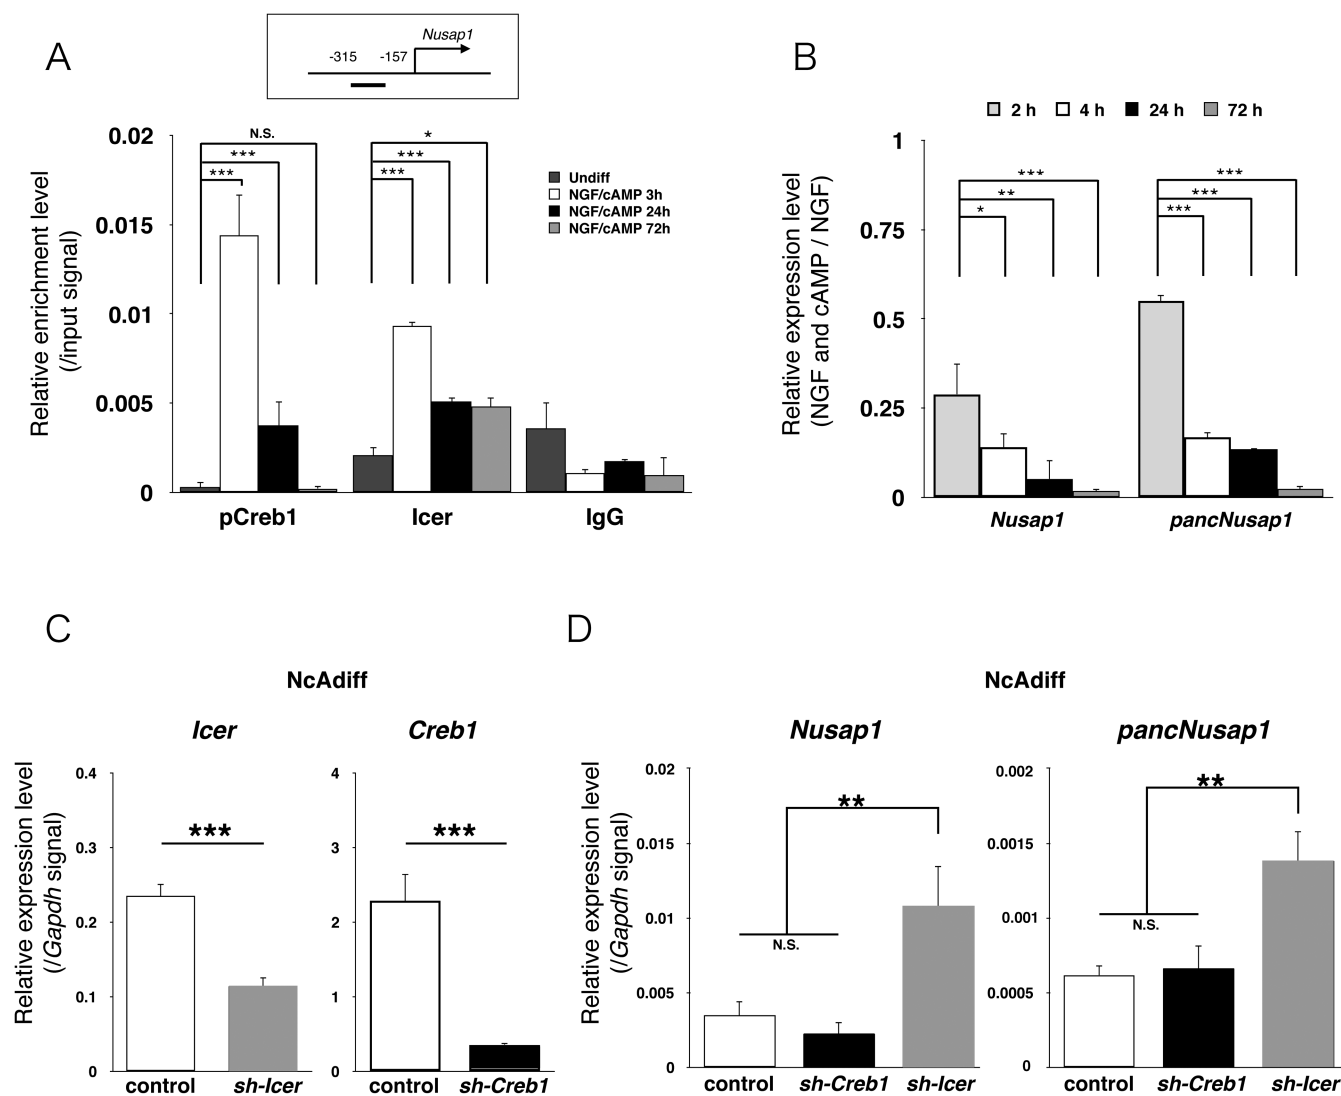 A
Nusap1
-315
-157
Relative enrichment level
(/input signal)
0.02
0.015
0.01
0.005
0
N.S.
***
***
*
***
***
Undiff
NGF/cAMP 3h
NGF/cAMP 24h
NGF/cAMP 72h
pCreb1
Icer
IgG
B
2 h
4 h
24 h
72 h
Relative expression level
(NGF and cAMP / NGF)
1
0.75
0.5
0.25
0
***
**
*
***
***
***
Nusap1
pancNusap1
C
NcAdiff
Icer
Creb1
Relative expression level
(/Gapdh signal)
0.4
0.3
0.2
0.1
0
***
control
sh-Icer
4
3
2
1
0
***
control
sh-Creb1
D
NcAdiff
Nusap1
pancNusap1
Relative expression level
(/Gapdh signal)
0.02
0.015
0.01
0.005
0
**
N.S.
control
sh-Creb1
sh-Icer
0.002
0.0015
0.001
0.0005
0
**
N.S.
control
sh-Creb1
sh-Icer